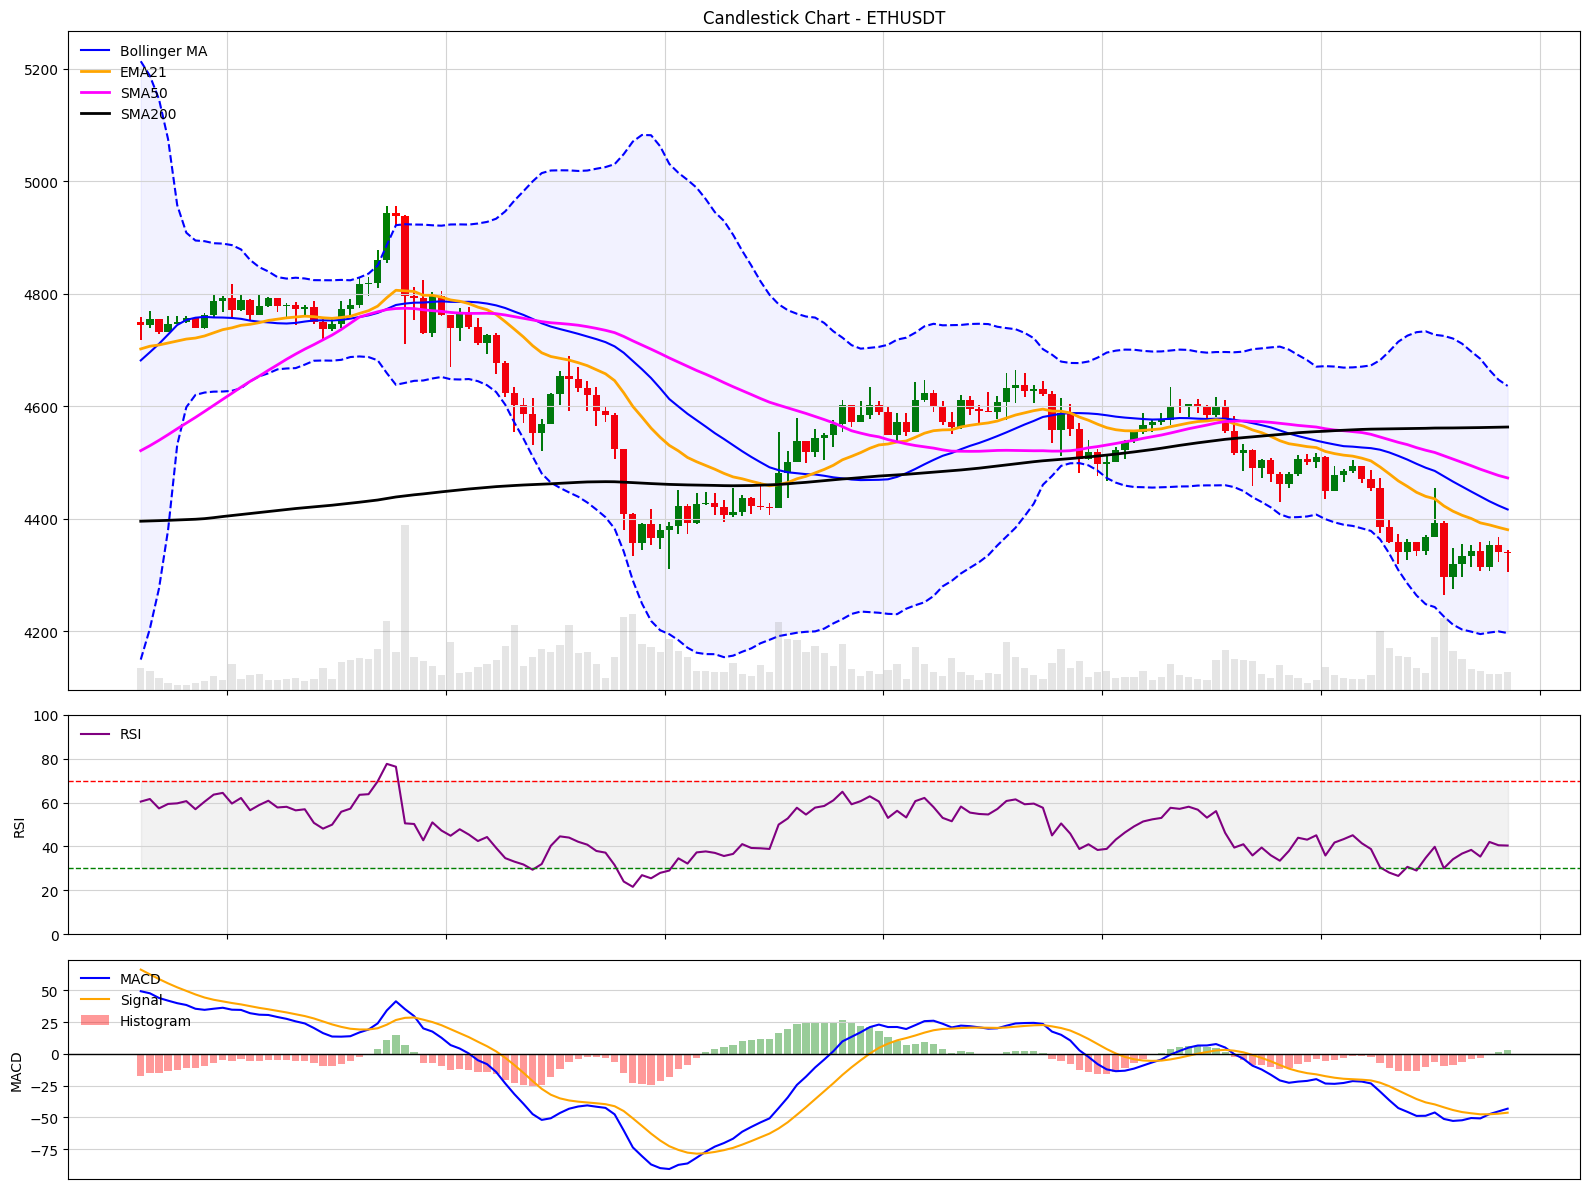 Candlestick Chart - ETHUSDT
Bollinger MA
EMA21
SMA50
SMA200
5200
5000
4800
4600
4400
4200
RSI
100
80
60
40
20
0
RSI
MACD
Signal
Histogram
50
25
0
−25
−50
−75
MACD